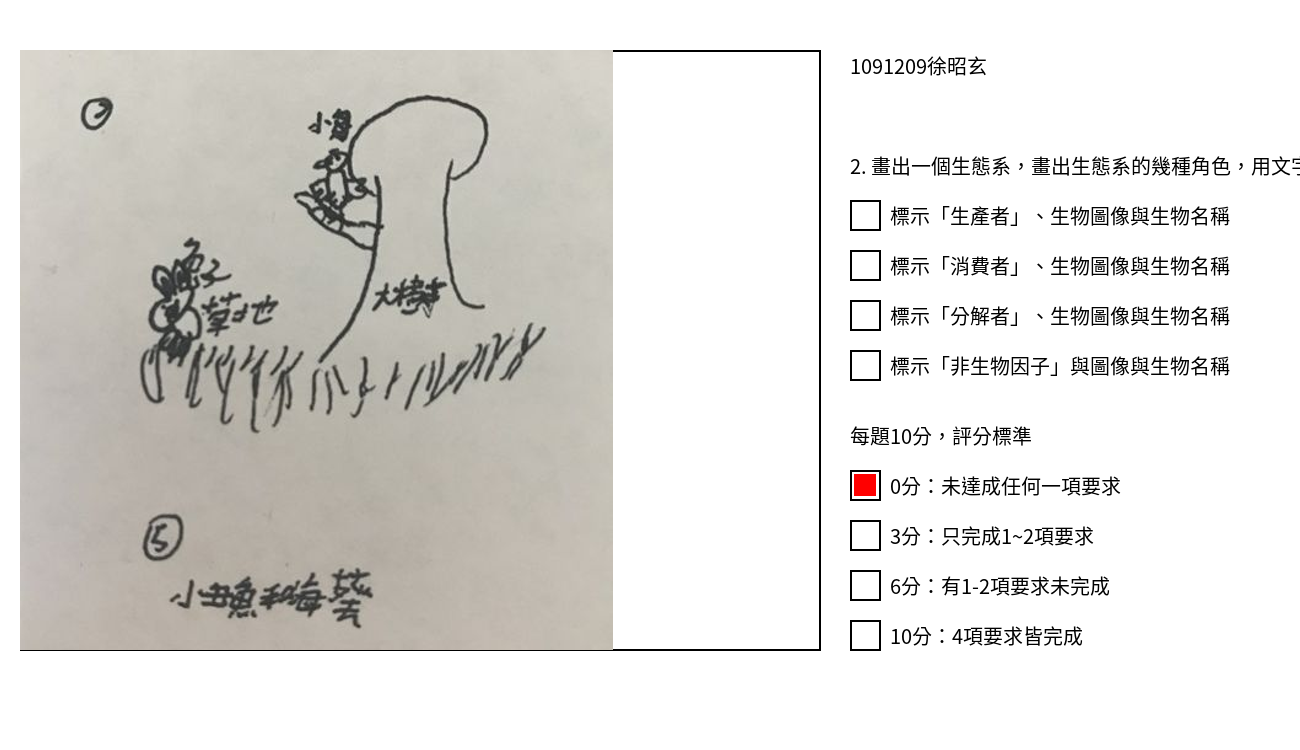 小鳥
兔子
草地
大樹
⑤
小丑魚和海葵
1091209徐昭玄
2. 畫出一個生態系，畫出生態系的幾種角色，用文字
標示「生產者」、生物圖像與生物名稱
標示「消費者」、生物圖像與生物名稱
標示「分解者」、生物圖像與生物名稱
標示「非生物因子」與圖像與生物名稱
每題10分，評分標準
0分：未達成任何一項要求
3分：只完成1~2項要求
6分：有1-2項要求未完成
10分：4項要求皆完成